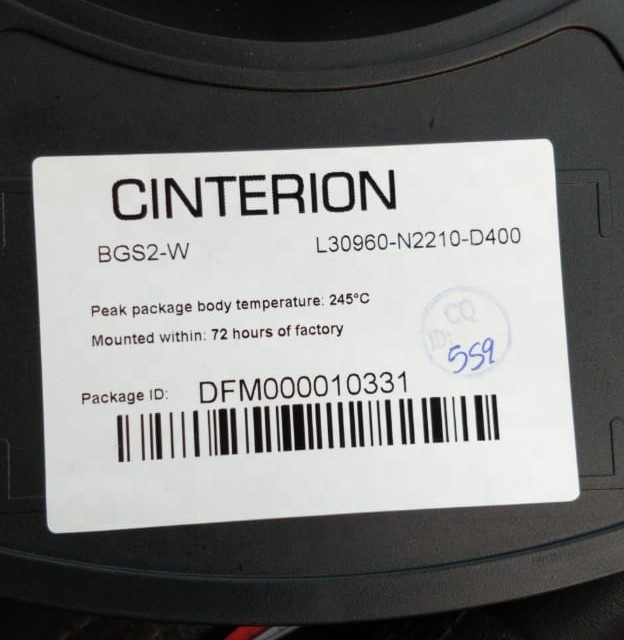 CINTERION
BGS2-W L30960-N2210-D400
Peak package body temperature: 245°C
Mounted within: 72 hours of factory
CQ
ID:
559
Package ID: DFM000010331